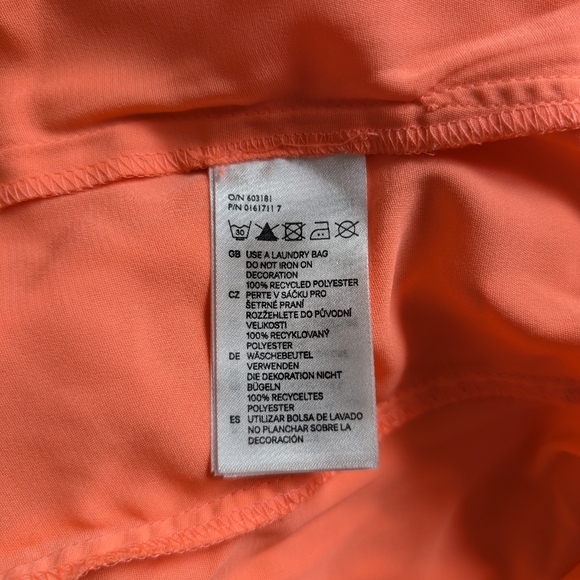 O/N 603181
P/N 0161711 7
30
GB USE A LAUNDRY BAG
DO NOT IRON ON
DECORATION
100% RECYCLED POLYESTER
CZ PERTE V SÁČKU PRO
ŠETRNÉ PRANÍ
ROZŽEHLETE DO PŮVODNÍ
VELIKOSTI
100% RECYKLOVANÝ
POLYESTER
DE WÄSCHEBEUTEL
VERWENDEN
DIE DEKORATION NICHT
BÜGELN
100% RECYCELTES
POLYESTER
ES UTILIZAR BOLSA DE LAVADO
NO PLANCHAR SOBRE LA
DECORACIÓN